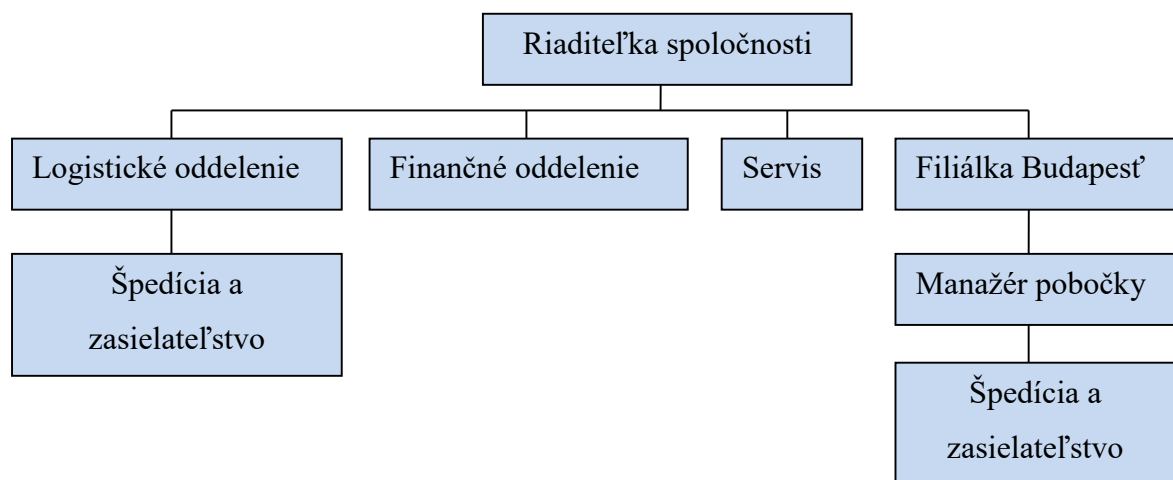 Riaditeľka spoločnosti
Logistické oddelenie
Finančné oddelenie
Servis
Filiálka Budapesť
Špedícia a
zasielateľstvo
Manažér pobočky
Špedícia a
zasielateľstvo